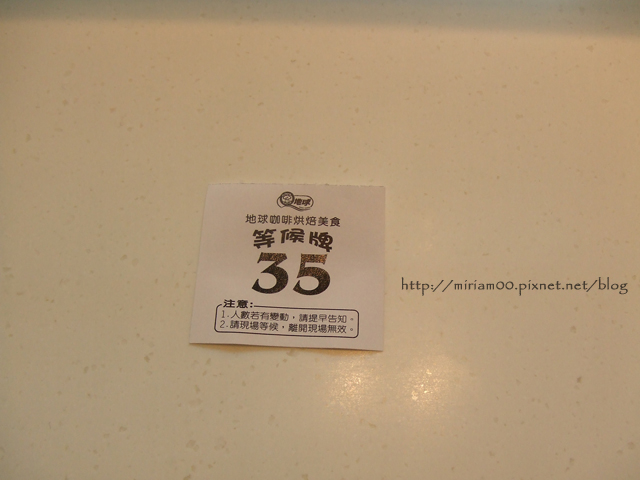 地球
地球咖啡烘焙美食
等候牌
35
注意:
1.人數若有變動，請提早告知。
2.請現場等候，離開現場無效。
http://miriam00.pixnet.net/blog